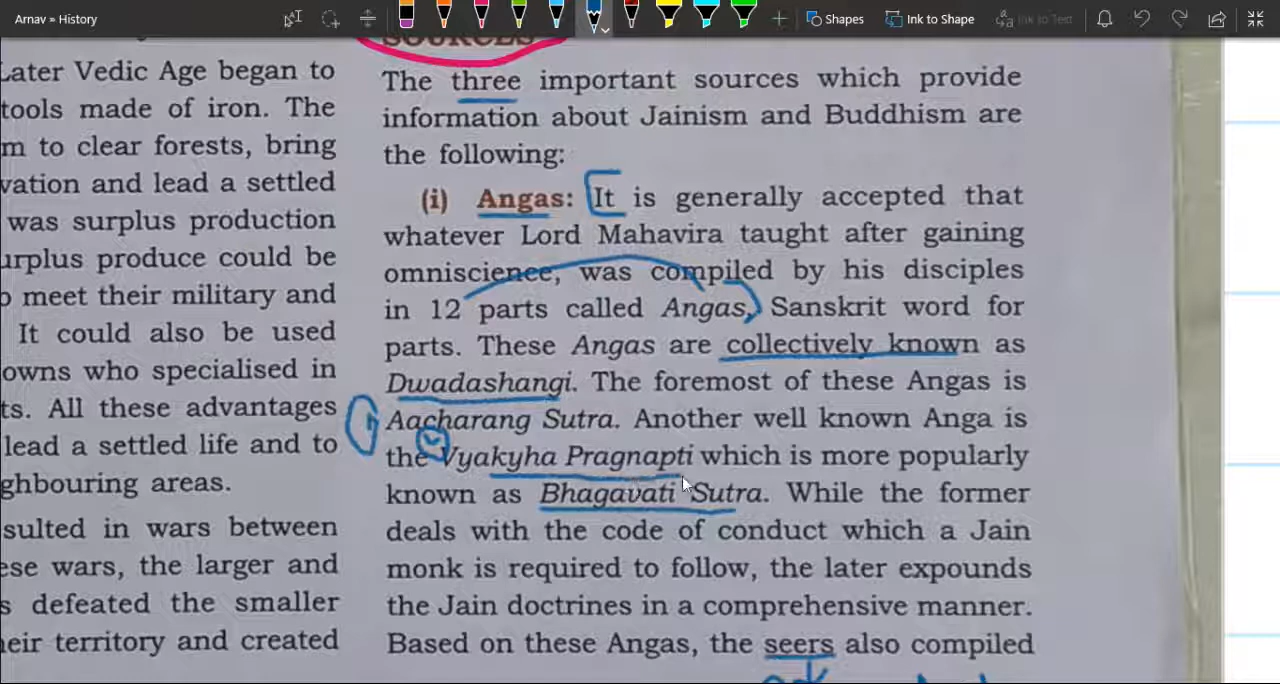 Arnav » History
Shapes
Ink to Shape
Ink to Text
SOURCES
Later Vedic Age began to
tools made of iron. The
m to clear forests, bring
vation and lead a settled
was surplus production
urplus produce could be
o meet their military and
It could also be used
owns who specialised in
ts. All these advantages
lead a settled life and to
ghbouring areas.
sulted in wars between
ese wars, the larger and
s defeated the smaller
heir territory and created
The three important sources which provide
information about Jainism and Buddhism are
the following:
(i) Angas: It is generally accepted that
whatever Lord Mahavira taught after gaining
omniscience, was compiled by his disciples
in 12 parts called Angas, Sanskrit word for
parts. These Angas are collectively known as
Dwadashangi. The foremost of these Angas is
Aacharang Sutra. Another well known Anga is
the Vyakyha Pragnapti which is more popularly
known as Bhagavati Sutra. While the former
deals with the code of conduct which a Jain
monk is required to follow, the later expounds
the Jain doctrines in a comprehensive manner.
Based on these Angas, the seers also compiled